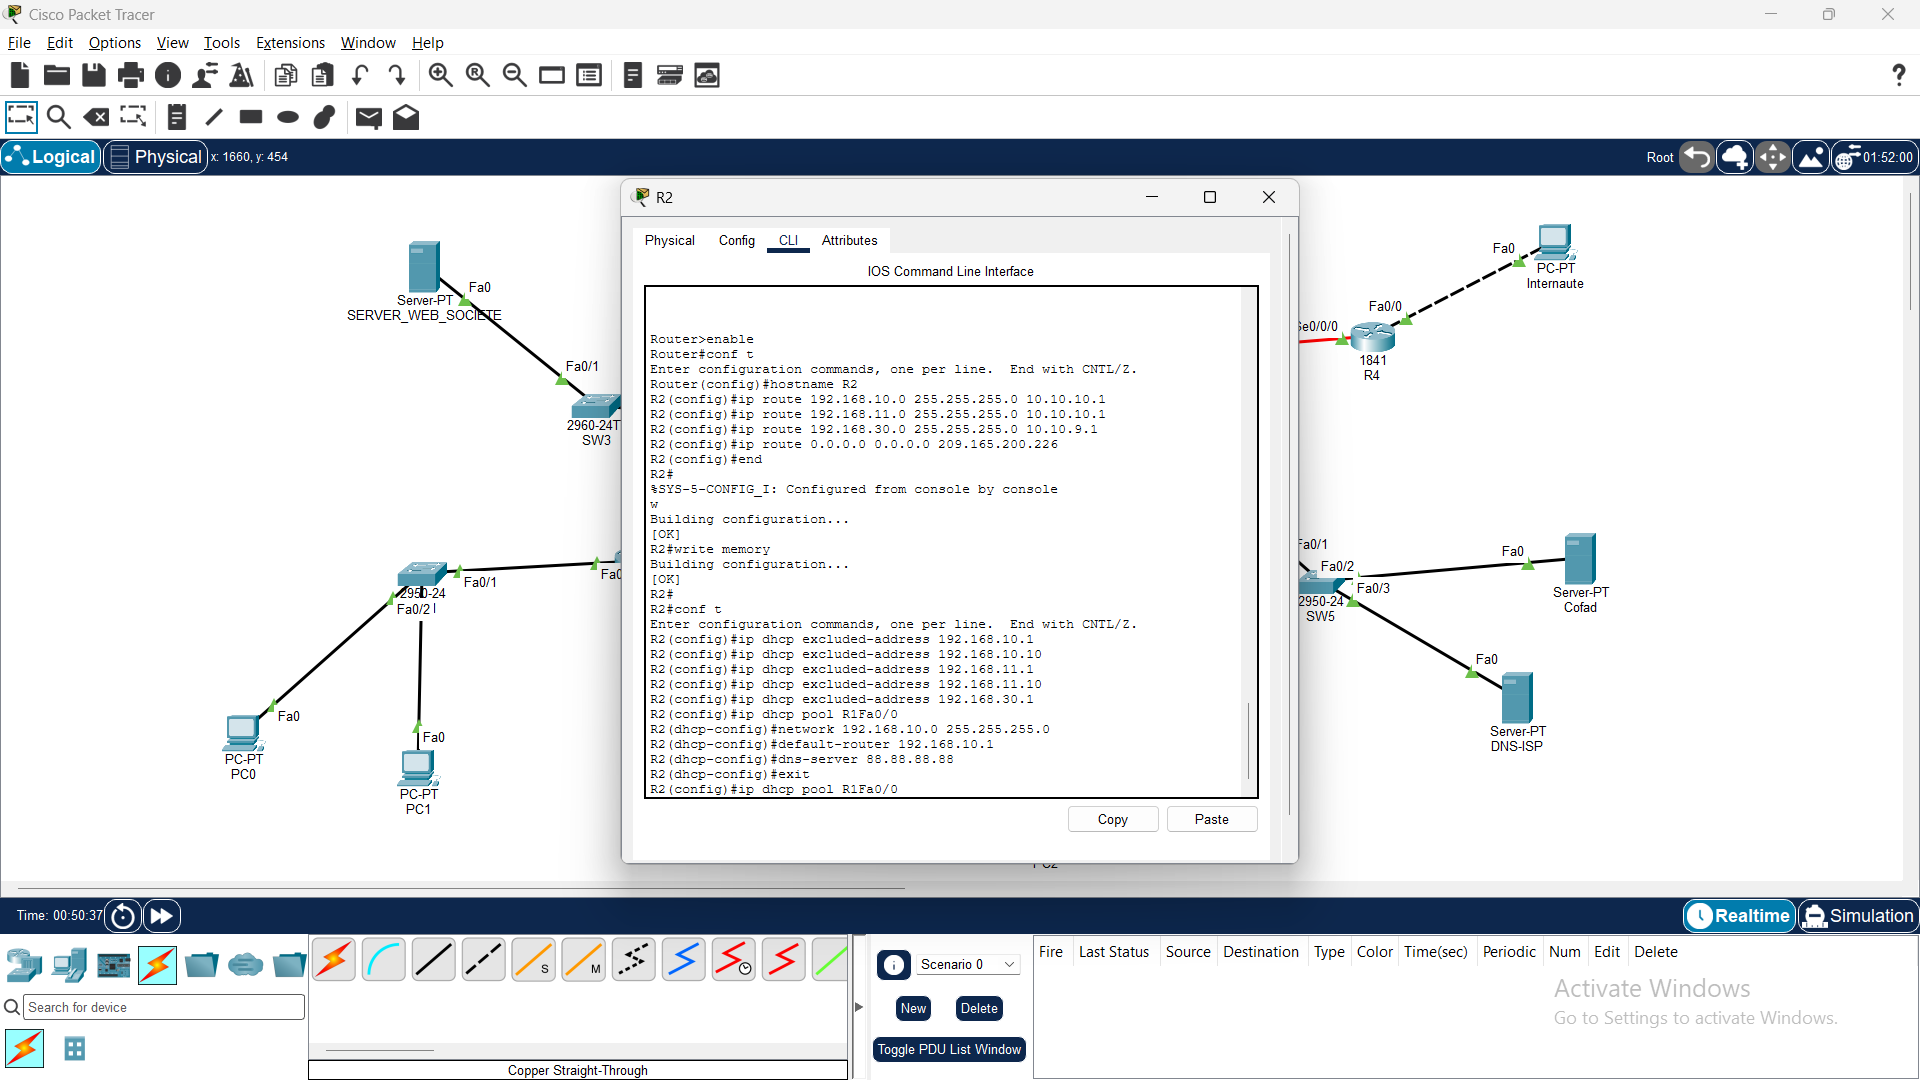 Cisco Packet Tracer
File Edit Options View Tools Extensions Window Help
Logical Physical x: 1660, y: 454 Root 01:52:00
R2
Physical Config CLI Attributes
IOS Command Line Interface
Router>enable
Router#conf t
Enter configuration commands, one per line.  End with CNTL/Z.
Router(config)#hostname R2
R2(config)#ip route 192.168.10.0 255.255.255.0 10.10.10.1
R2(config)#ip route 192.168.11.0 255.255.255.0 10.10.10.1
R2(config)#ip route 192.168.30.0 255.255.255.0 10.10.9.1
R2(config)#ip route 0.0.0.0 0.0.0.0 209.165.200.226
R2(config)#end
R2#
%SYS-5-CONFIG_I: Configured from console by console
w
Building configuration...
[OK]
R2#write memory
Building configuration...
[OK]
R2#
R2#conf t
Enter configuration commands, one per line.  End with CNTL/Z.
R2(config)#ip dhcp excluded-address 192.168.10.1
R2(config)#ip dhcp excluded-address 192.168.10.10
R2(config)#ip dhcp excluded-address 192.168.11.1
R2(config)#ip dhcp excluded-address 192.168.11.10
R2(config)#ip dhcp excluded-address 192.168.30.1
R2(config)#ip dhcp pool R1Fa0/0
R2(dhcp-config)#network 192.168.10.0 255.255.255.0
R2(dhcp-config)#default-router 192.168.10.1
R2(dhcp-config)#dns-server 88.88.88.88
R2(dhcp-config)#exit
R2(config)#ip dhcp pool R1Fa0/0
Copy Paste
Fa0
Server-PT
SERVER_WEB_SOCIETE
Fa0/1
2960-24T
SW3
Fa0/1
2950-24
Fa0/2
Fa0
PC-PT
PC0
Fa0
PC-PT
PC1
Fa0
PC-PT
Internaute
Fa0/0
Se0/0/0
1841
R4
Fa0/1
Fa0/2
Fa0/3
2950-24
SW5
Fa0
Server-PT
Cofad
Fa0
Server-PT
DNS-ISP
PC2
Time: 00:50:37 Realtime Simulation
Search for device
S M
Copper Straight-Through
Scenario 0
New Delete
Toggle PDU List Window
Fire Last Status Source Destination Type Color Time(sec) Periodic Num Edit Delete
Activate Windows
Go to Settings to activate Windows.